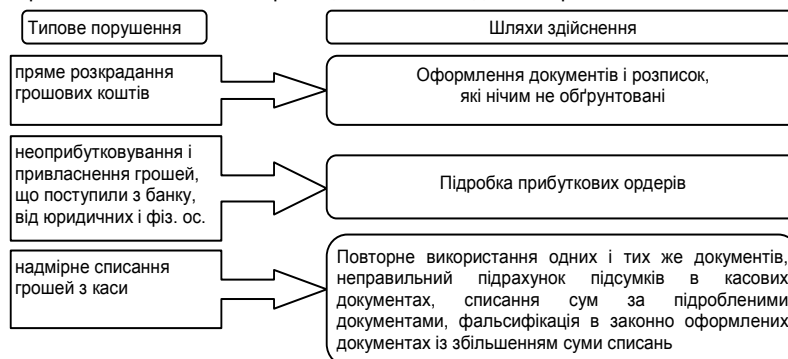 Типове порушення
Шляхи здійснення
пряме розкрадання
грошових коштів
Оформлення документів і розписок,
які нічим не обґрунтовані
неоприбутковування і
привласнення грошей,
що поступили з банку,
від юридичних і фіз. ос.
Підробка прибуткових ордерів
надмірне списання
грошей з каси
Повторне використання одних і тих же документів,
неправильний підрахунок підсумків в касових
документах, списання сум за підробленими
документами, фальсифікація в законно оформлених
документах із збільшенням суми списань